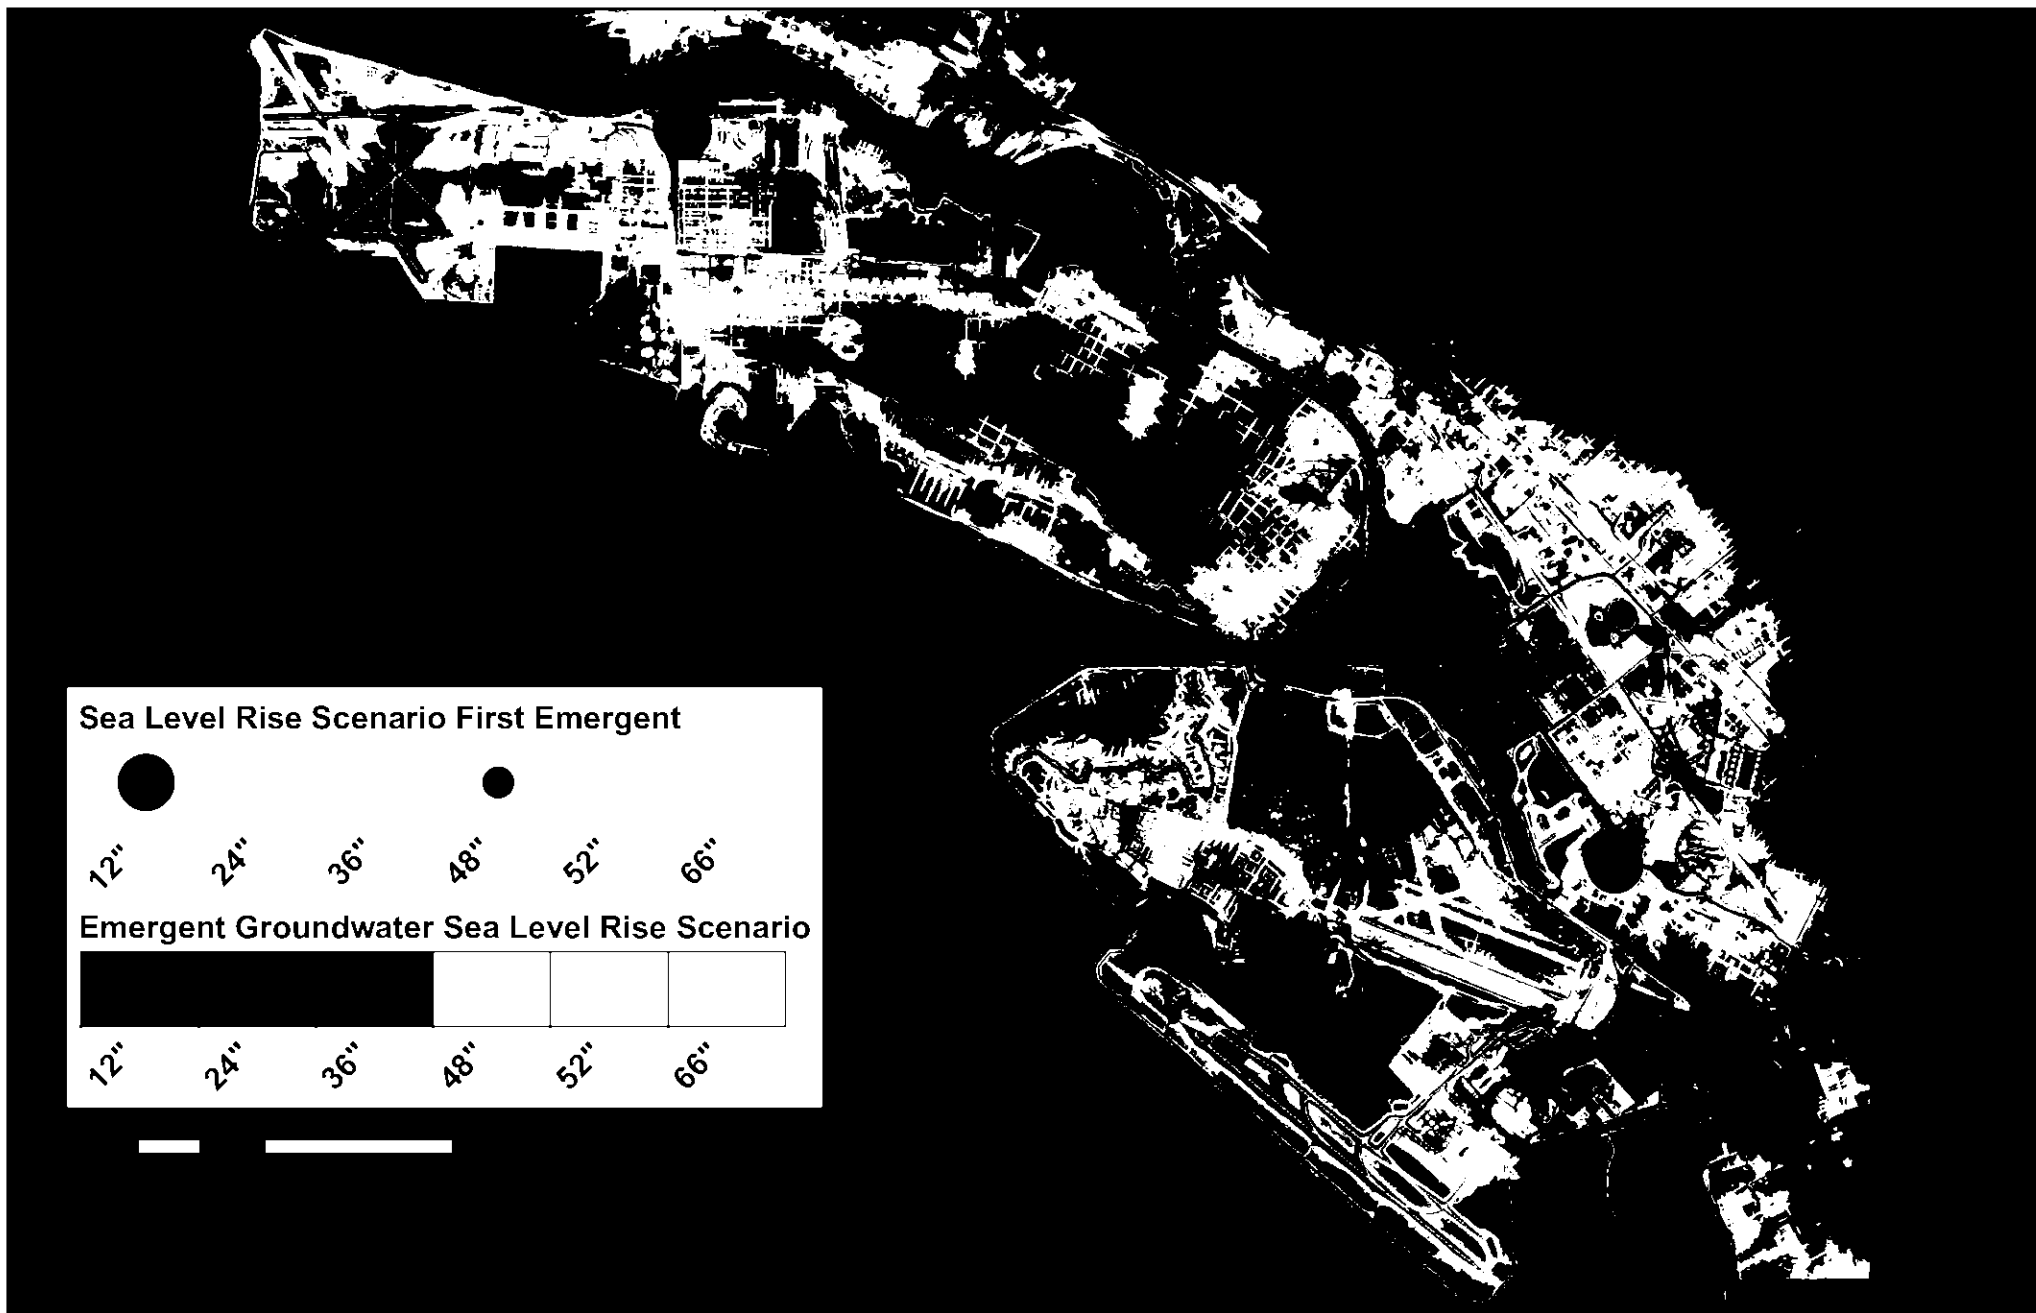 Sea Level Rise Scenario First Emergent
12" 24" 36" 48" 52" 66"
Emergent Groundwater Sea Level Rise Scenario
12" 24" 36" 48" 52" 66"